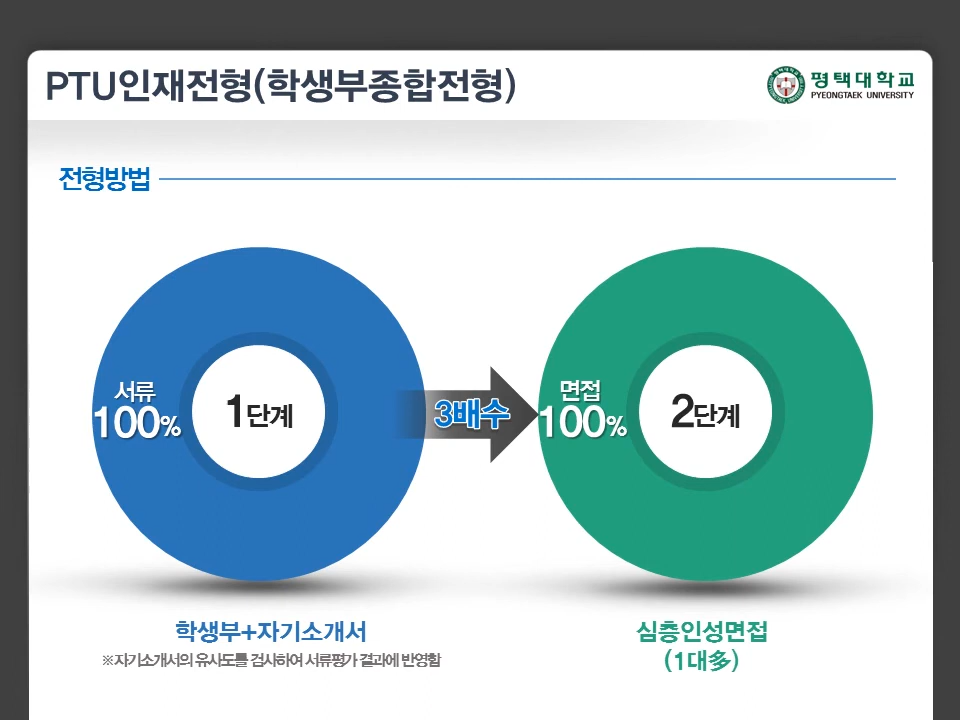 PTU인재전형(학생부종합전형)
평택대학교
PYEONGTAEK UNIVERSITY
전형방법
서류
100%
1단계
3배수
면접
100%
2단계
학생부+자기소개서
※자기소개서의 유사도를 검사하여 서류평가 결과에 반영함
심층인성면접
(1대多)